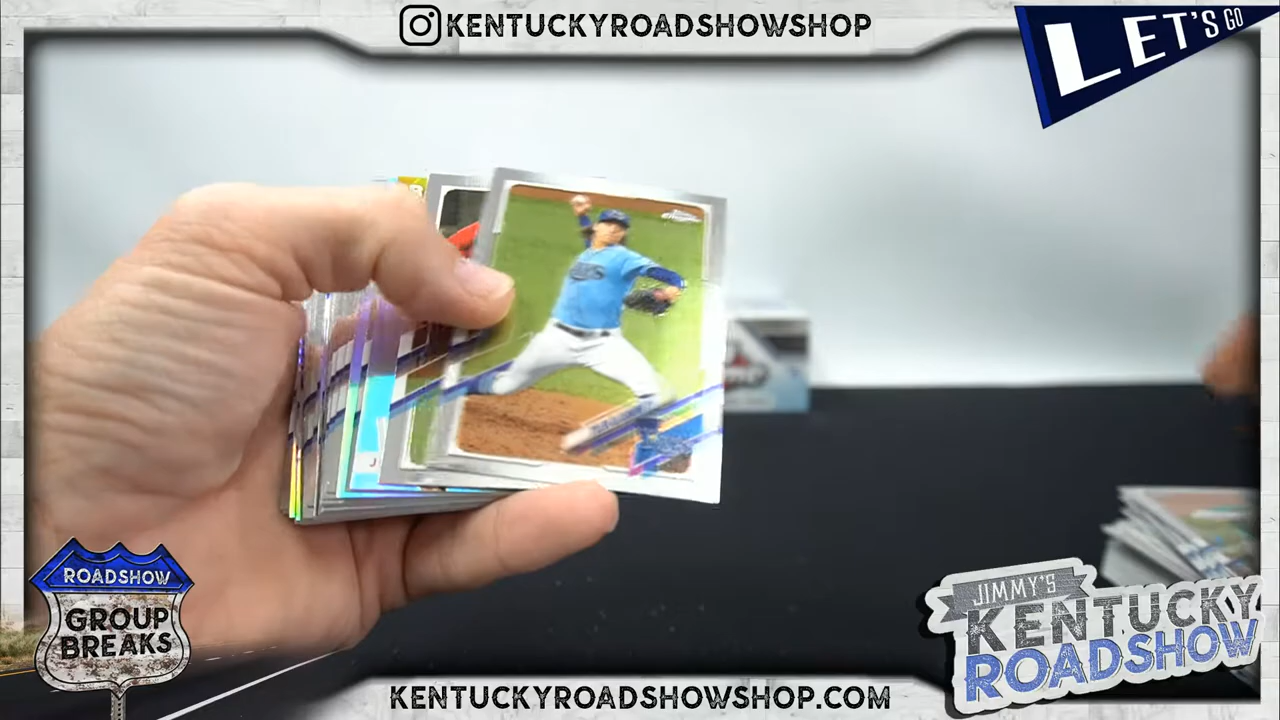 KENTUCKYROADSHOWSHOP
LET'S GO
ROADSHOW
GROUP
BREAKS
JIMMY'S
KENTUCKY
ROADSHOW
KENTUCKYROADSHOWSHOP.COM